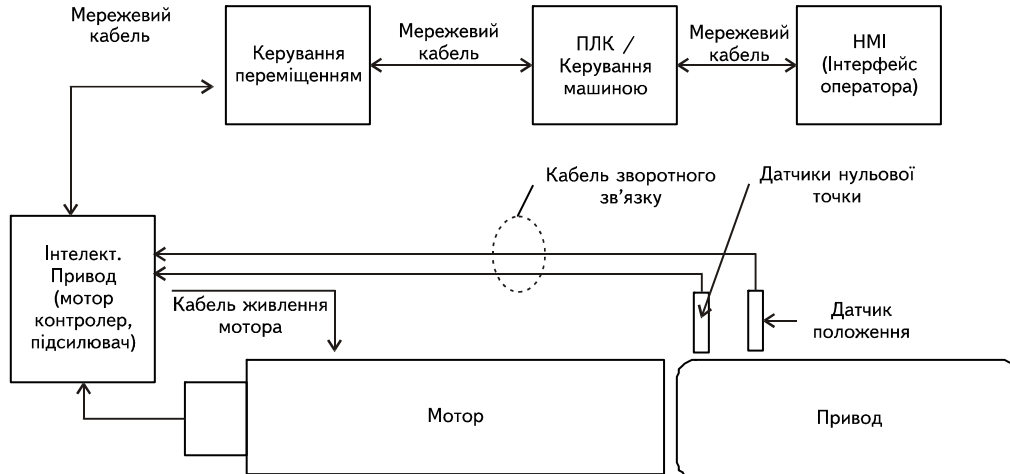 Мережевий
кабель
Керування
переміщенням
Мережевий
кабель
ПЛК /
Керування
машиною
Мережевий
кабель
HMI
(Інтерфейс
оператора)
Кабель зворотного
зв'язку
Датчики нульової
точки
Інтелект.
Привод
(мотор
контролер,
підсилювач)
Кабель живлення
мотора
Датчик
положення
Мотор
Привод